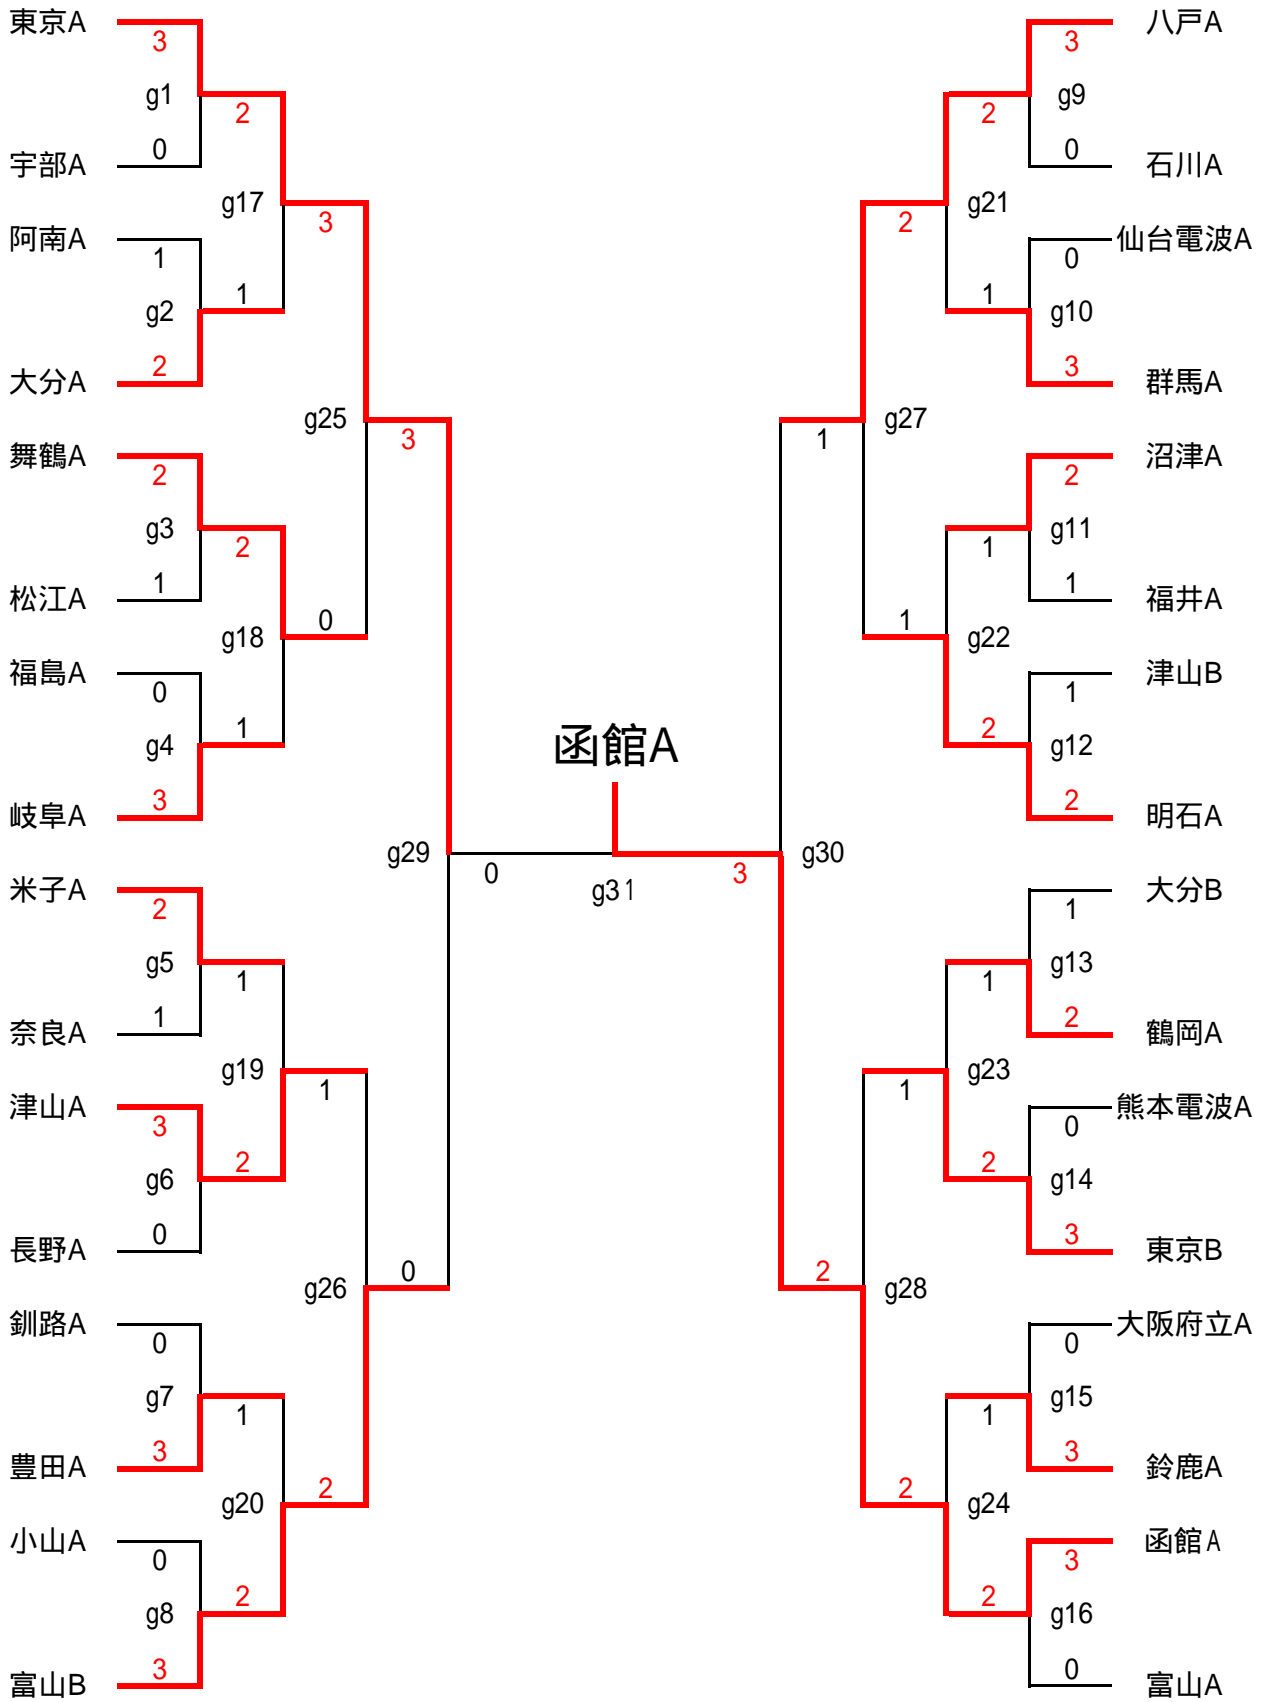 東京A
3
g1
2
0
宇部A
g17
3
阿南A
1
g2
1
2
大分A
g25
3
舞鶴A
2
g3
2
1
松江A
g18
0
福島A
0
g4
1
3
岐阜A
g29
0
米子A
2
g5
1
1
奈良A
g19
1
津山A
3
g6
2
0
長野A
g26
0
釧路A
0
g7
1
3
豊田A
g20
2
小山A
0
g8
2
3
富山B
函館A
g31
八戸A
3
g9
2
0
石川A
g21
2
仙台電波A
0
g10
1
3
群馬A
g27
1
沼津A
2
g11
1
1
福井A
g22
1
津山B
1
g12
2
2
明石A
g30
3
大分B
1
g13
1
2
鶴岡A
g23
1
熊本電波A
0
g14
2
3
東京B
g28
2
大阪府立A
0
g15
1
3
鈴鹿A
g24
2
函館A
3
g16
2
0
富山A